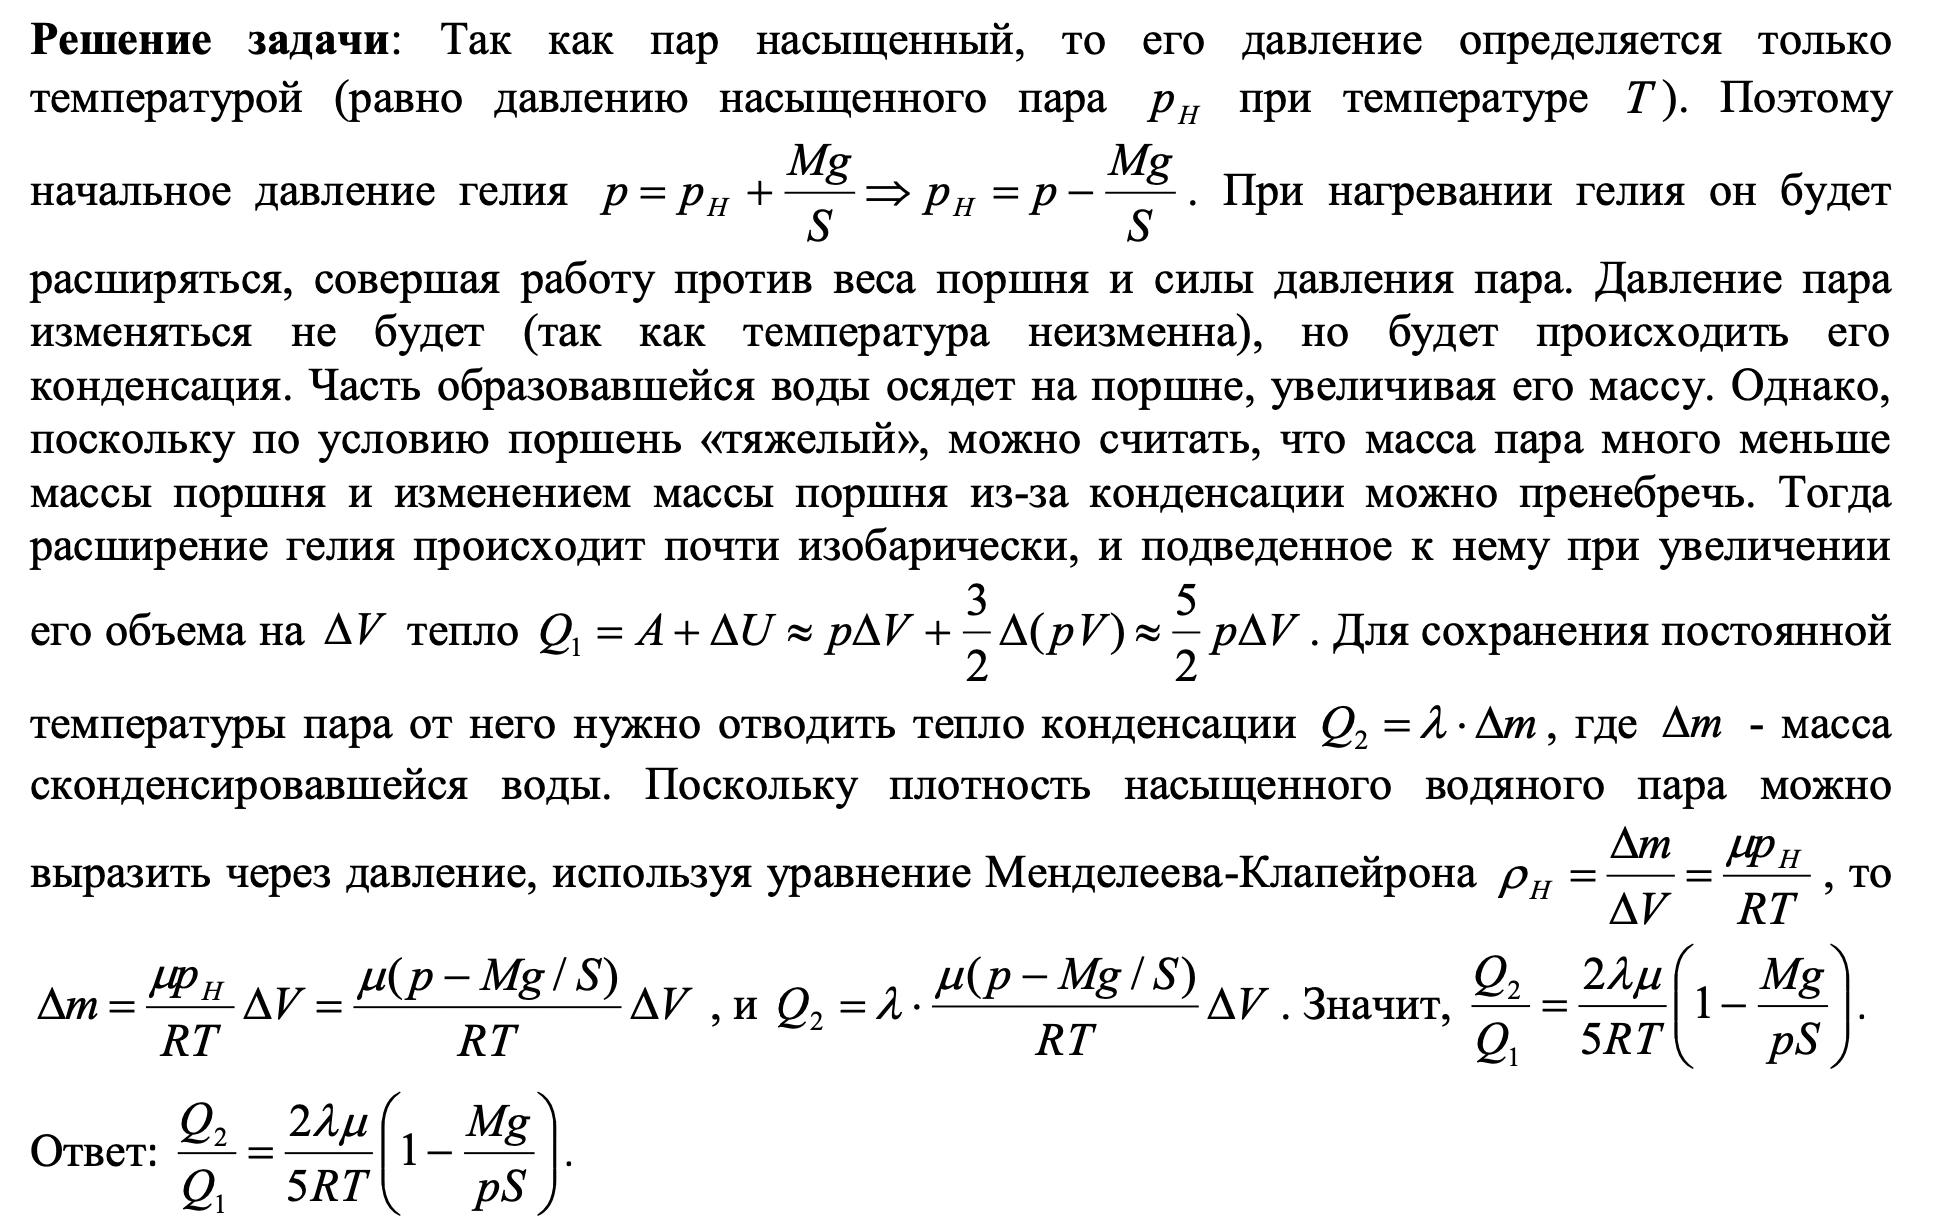 Решение задачи: Так как пар насыщенный, то его давление определяется только
температурой (равно давлению насыщенного пара p_H при температуре T). Поэтому
начальное давление гелия p = p_H + Mg/S ⇒ p_H = p − Mg/S. При нагревании гелия он будет
расширяться, совершая работу против веса поршня и силы давления пара. Давление пара
изменяться не будет (так как температура неизменна), но будет происходить его
конденсация. Часть образовавшейся воды осядет на поршне, увеличивая его массу. Однако,
поскольку по условию поршень «тяжелый», можно считать, что масса пара много меньше
массы поршня и изменением массы поршня из-за конденсации можно пренебречь. Тогда
расширение гелия происходит почти изобарически, и подведенное к нему при увеличении
его объема на ΔV тепло Q_1 = A + ΔU ≈ pΔV + 3/2 Δ(pV) ≈ 5/2 pΔV. Для сохранения постоянной
температуры пара от него нужно отводить тепло конденсации Q_2 = λ · Δm, где Δm - масса
сконденсировавшейся воды. Поскольку плотность насыщенного водяного пара можно
выразить через давление, используя уравнение Менделеева-Клапейрона ρ_H = Δm/ΔV = μp_H/RT, то
Δm = μp_H/RT ΔV = μ(p − Mg / S)/RT ΔV, и Q_2 = λ · μ(p − Mg / S)/RT ΔV. Значит, Q_2/Q_1 = 2λμ/5RT (1 − Mg/pS).
Ответ: Q_2/Q_1 = 2λμ/5RT (1 − Mg/pS).